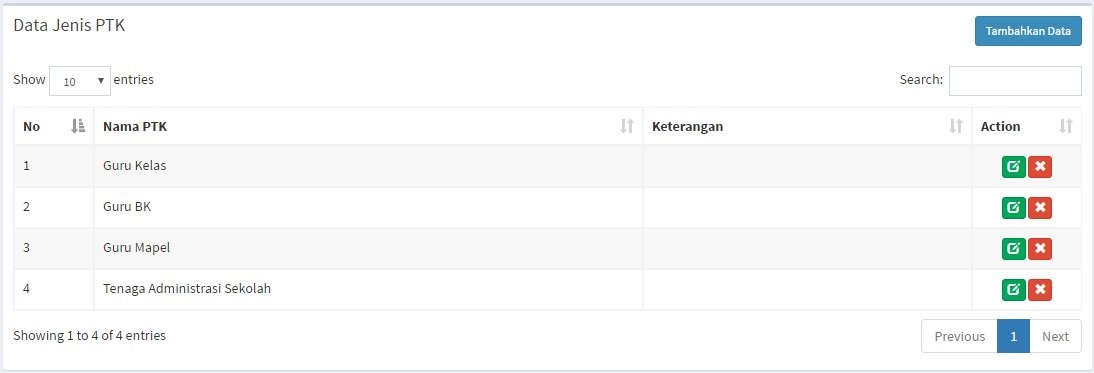 Data Jenis PTK
Tambahkan Data
Show 10 entries
Search:
No Nama PTK Keterangan Action
1 Guru Kelas
2 Guru BK
3 Guru Mapel
4 Tenaga Administrasi Sekolah
Showing 1 to 4 of 4 entries
Previous 1 Next